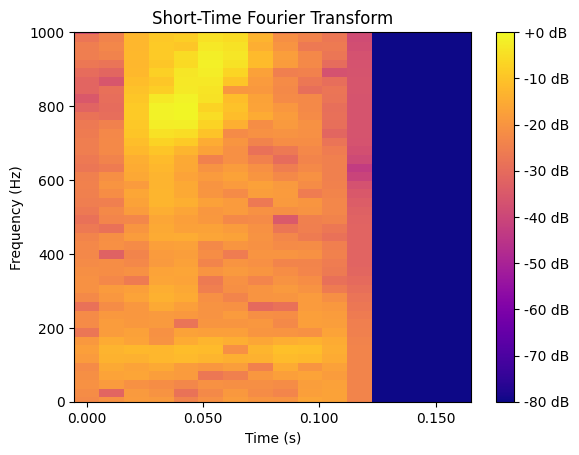 Short-Time Fourier Transform
1000
800
600
400
200
0
Frequency (Hz)
0.000
0.050
0.100
0.150
Time (s)
+0 dB
-10 dB
-20 dB
-30 dB
-40 dB
-50 dB
-60 dB
-70 dB
-80 dB